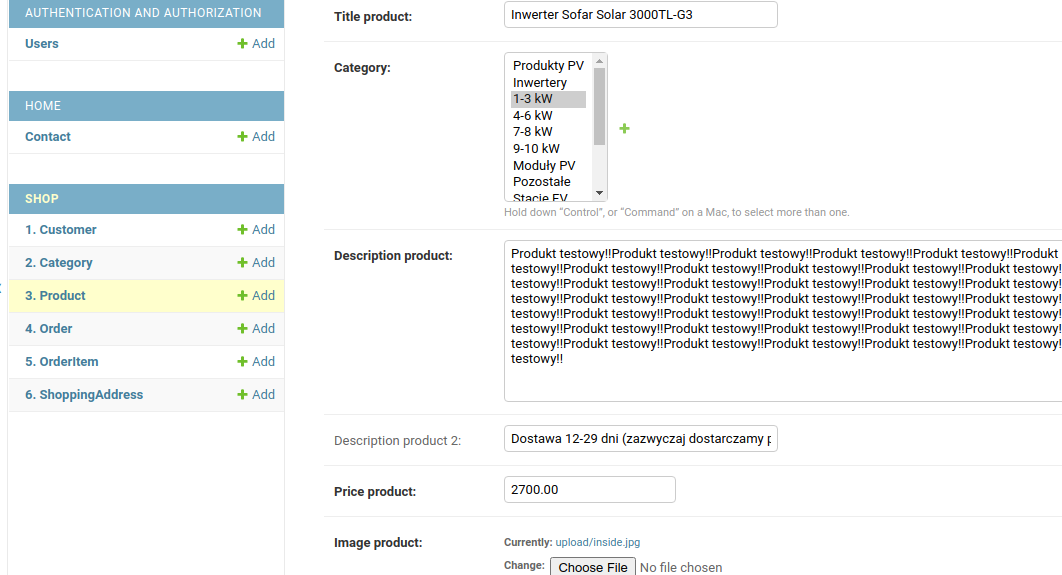 AUTHENTICATION AND AUTHORIZATION
Users
Add
HOME
Contact
Add
SHOP
1. Customer
Add
2. Category
Add
3. Product
Add
4. Order
Add
5. OrderItem
Add
6. ShoppingAddress
Add
Title product:
Inwerter Sofar Solar 3000TL-G3
Category:
Produkty PV
Inwertery
1-3 kW
4-6 kW
7-8 kW
9-10 kW
Moduły PV
Pozostałe
Stacje EV
Hold down “Control”, or “Command” on a Mac, to select more than one.
Description product:
Produkt testowy!!Produkt testowy!!Produkt testowy!!Produkt testowy!!Produkt testowy!!Produkt
testowy!!Produkt testowy!!Produkt testowy!!Produkt testowy!!Produkt testowy!!Produkt testowy!
testowy!!Produkt testowy!!Produkt testowy!!Produkt testowy!!Produkt testowy!!Produkt testowy!
testowy!!Produkt testowy!!Produkt testowy!!Produkt testowy!!Produkt testowy!!Produkt testowy!
testowy!!Produkt testowy!!Produkt testowy!!Produkt testowy!!Produkt testowy!!Produkt testowy!
testowy!!Produkt testowy!!Produkt testowy!!Produkt testowy!!Produkt testowy!!Produkt testowy!
testowy!!Produkt testowy!!Produkt testowy!!Produkt testowy!!Produkt testowy!!Produkt testowy!
testowy!!
Description product 2:
Dostawa 12-29 dni (zazwyczaj dostarczamy p
Price product:
2700.00
Image product:
Currently: upload/inside.jpg
Change: Choose File No file chosen